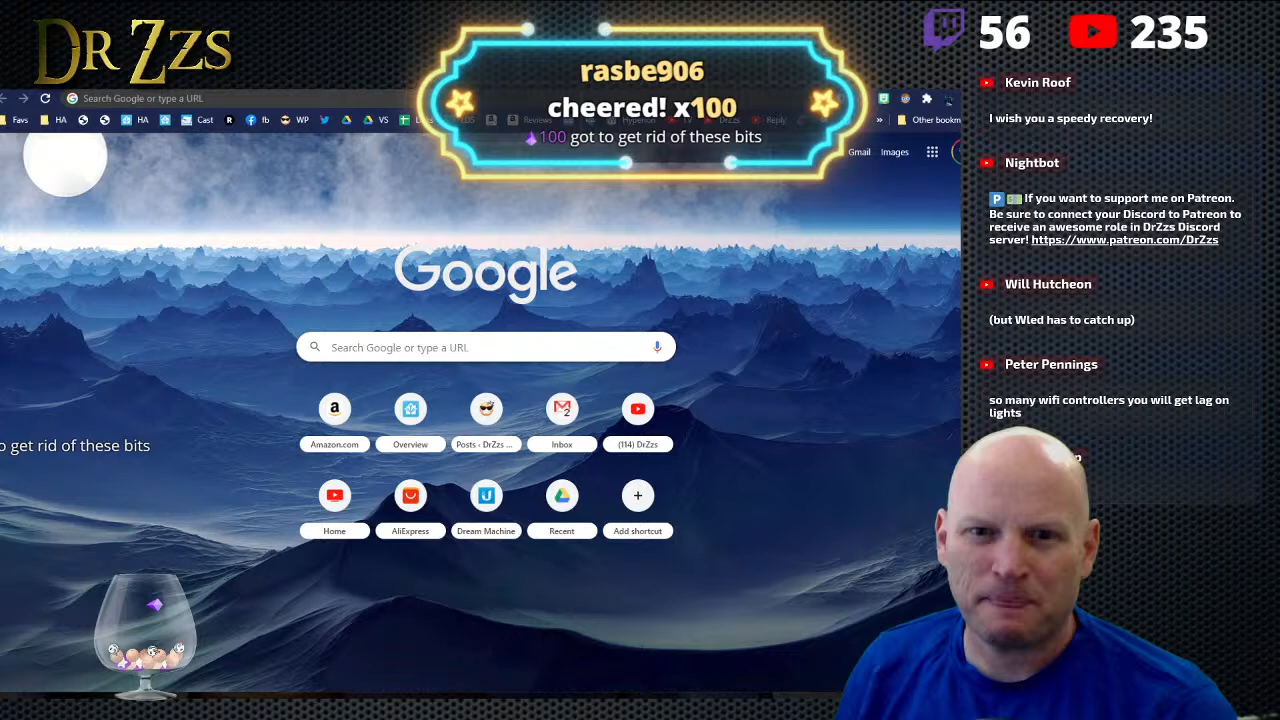 DR ZZS
rasbe906
cheered! x100
100 got to get rid of these bits
56
235
Search Google or type a URL
Favs
HA
HA
Cast
fb
WP
VS
Reviews
Reply
»
Other bookm
Gmail
Images
Google
Search Google or type a URL
Amazon.com
Overview
Posts ‹ DrZzs ...
Inbox
(114) DrZzs
Home
AliExpress
Dream Machine
Recent
Add shortcut
o get rid of these bits
Kevin Roof
I wish you a speedy recovery!
Nightbot
If you want to support me on Patreon.
Be sure to connect your Discord to Patreon to
receive an awesome role in DrZzs Discord
server! https://www.patreon.com/DrZzs
Will Hutcheon
(but Wled has to catch up)
Peter Pennings
so many wifi controllers you will get lag on
lights